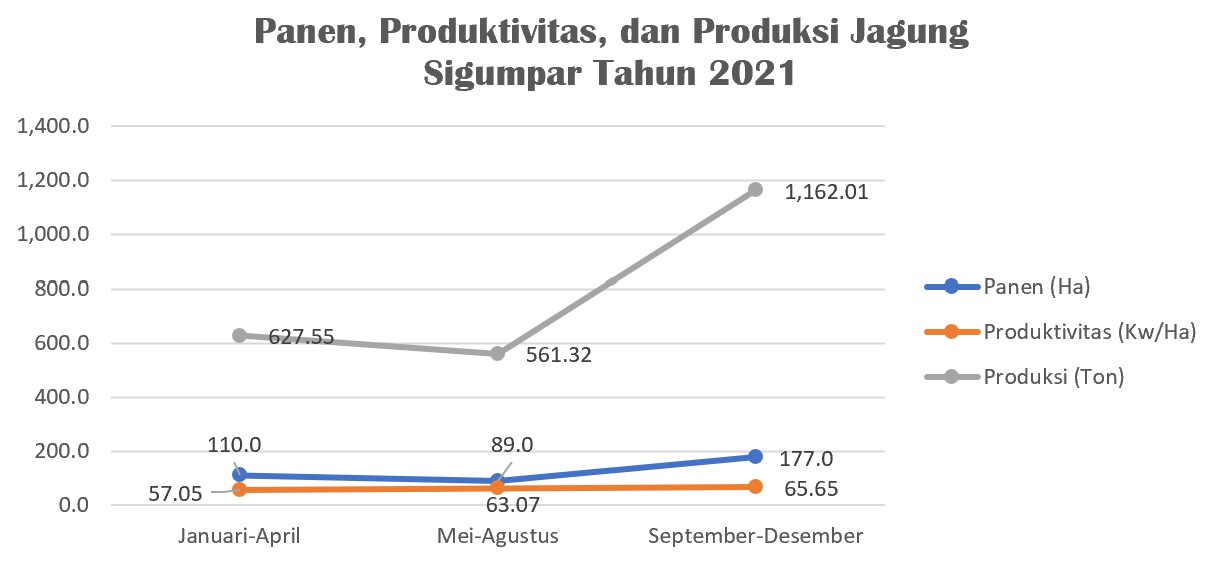 Panen, Produktivitas, dan Produksi Jagung
Sigumpar Tahun 2021
1,400.0
1,200.0
1,000.0
800.0
600.0
400.0
200.0
0.0
627.55
561.32
1,162.01
110.0
89.0
177.0
57.05
63.07
65.65
Januari-April
Mei-Agustus
September-Desember
Panen (Ha)
Produktivitas (Kw/Ha)
Produksi (Ton)